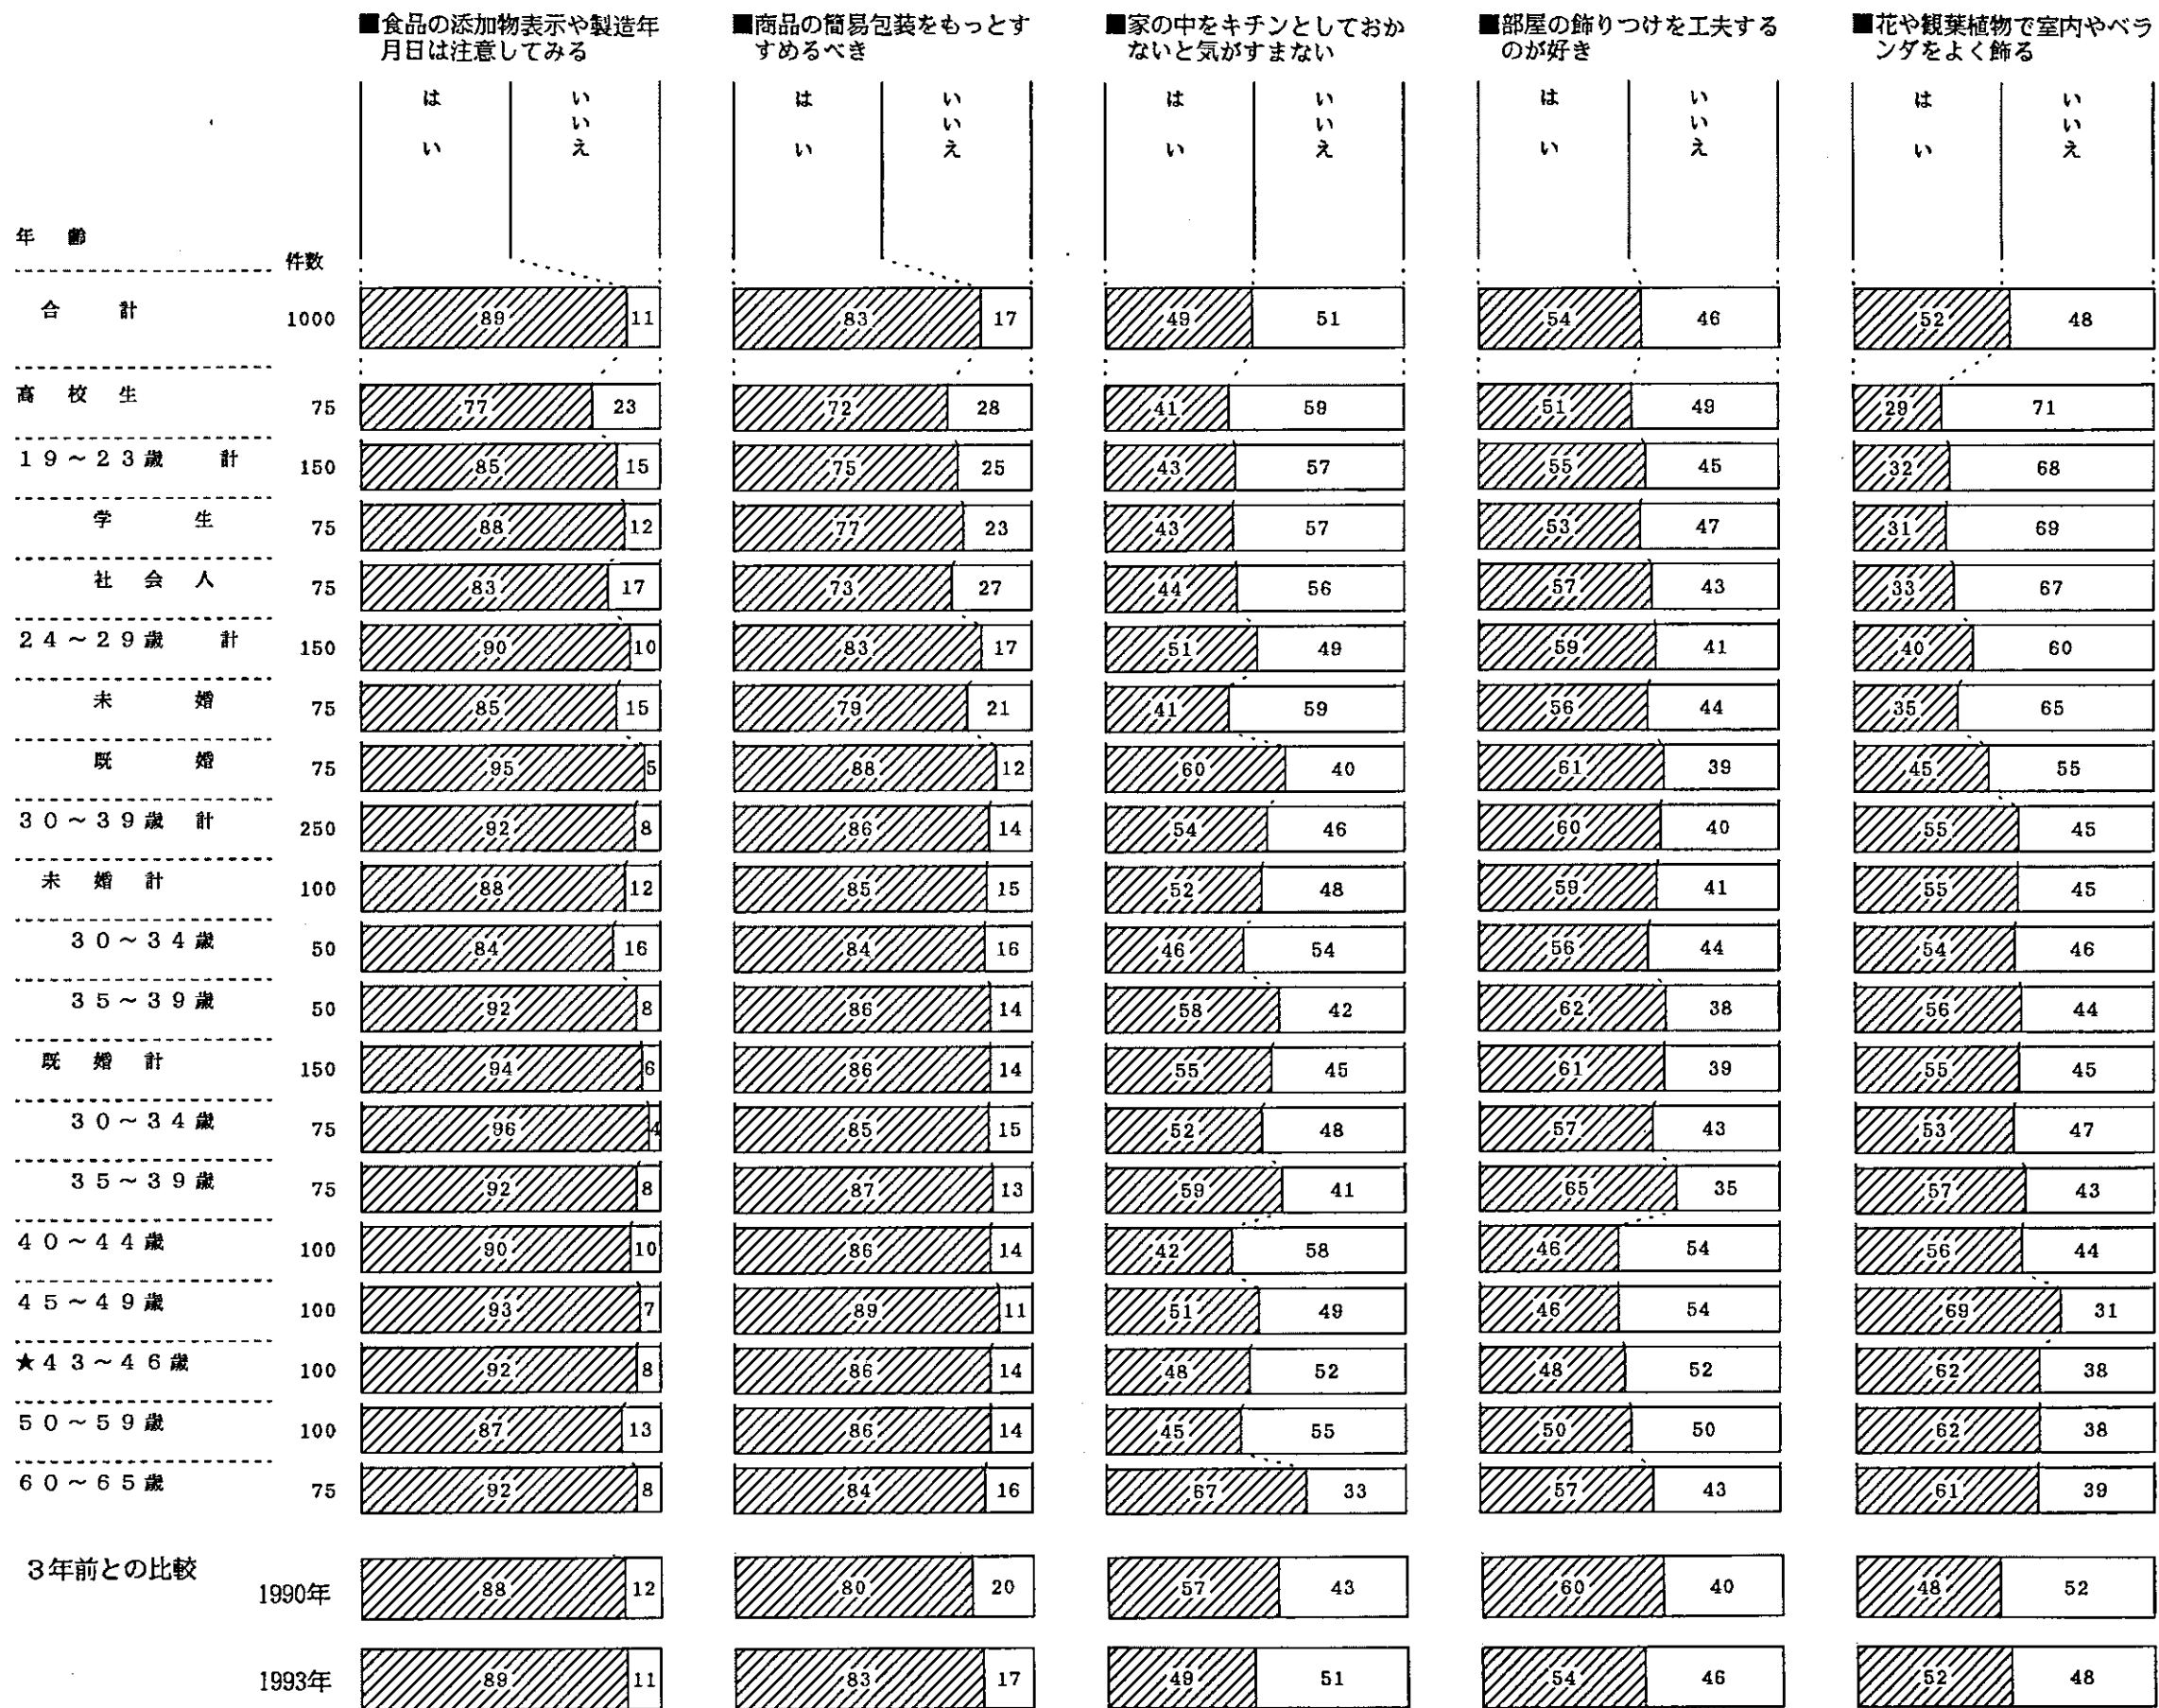 ■食品の添加物表示や製造年
月日は注意してみる
■商品の簡易包装をもっとす
すめるべき
■家の中をキチンとしておか
ないと気がすまない
■部屋の飾りつけを工夫する
のが好き
■花や観葉植物で室内やベラ
ンダをよく飾る
はい いいえ はい いいえ はい いいえ はい いいえ はい いいえ
年齢
件数
合計 1000 89 11 83 17 49 51 54 46 52 48
高校生 75 77 23 72 28 41 59 51 49 29 71
19～23歳 計 150 85 15 75 25 43 57 55 45 32 68
学生 75 88 12 77 23 43 57 53 47 31 69
社会人 75 83 17 73 27 44 56 57 43 33 67
24～29歳 計 150 90 10 83 17 51 49 59 41 40 60
未婚 75 85 15 79 21 41 59 56 44 35 65
既婚 75 95 5 88 12 60 40 61 39 45 55
30～39歳 計 250 92 8 86 14 54 46 60 40 55 45
未婚計 100 88 12 85 15 52 48 59 41 55 45
30～34歳 50 84 16 84 16 46 54 56 44 54 46
35～39歳 50 92 8 86 14 58 42 62 38 56 44
既婚計 150 94 6 86 14 55 45 61 39 55 45
30～34歳 75 96 4 85 15 52 48 57 43 53 47
35～39歳 75 92 8 87 13 59 41 65 35 57 43
40～44歳 100 90 10 86 14 42 58 46 54 56 44
45～49歳 100 93 7 89 11 51 49 46 54 69 31
★43～46歳 100 92 8 86 14 48 52 48 52 62 38
50～59歳 100 87 13 86 14 45 55 50 50 62 38
60～65歳 75 92 8 84 16 67 33 57 43 61 39
3年前との比較
1990年 88 12 80 20 57 43 60 40 48 52
1993年 89 11 83 17 49 51 54 46 52 48